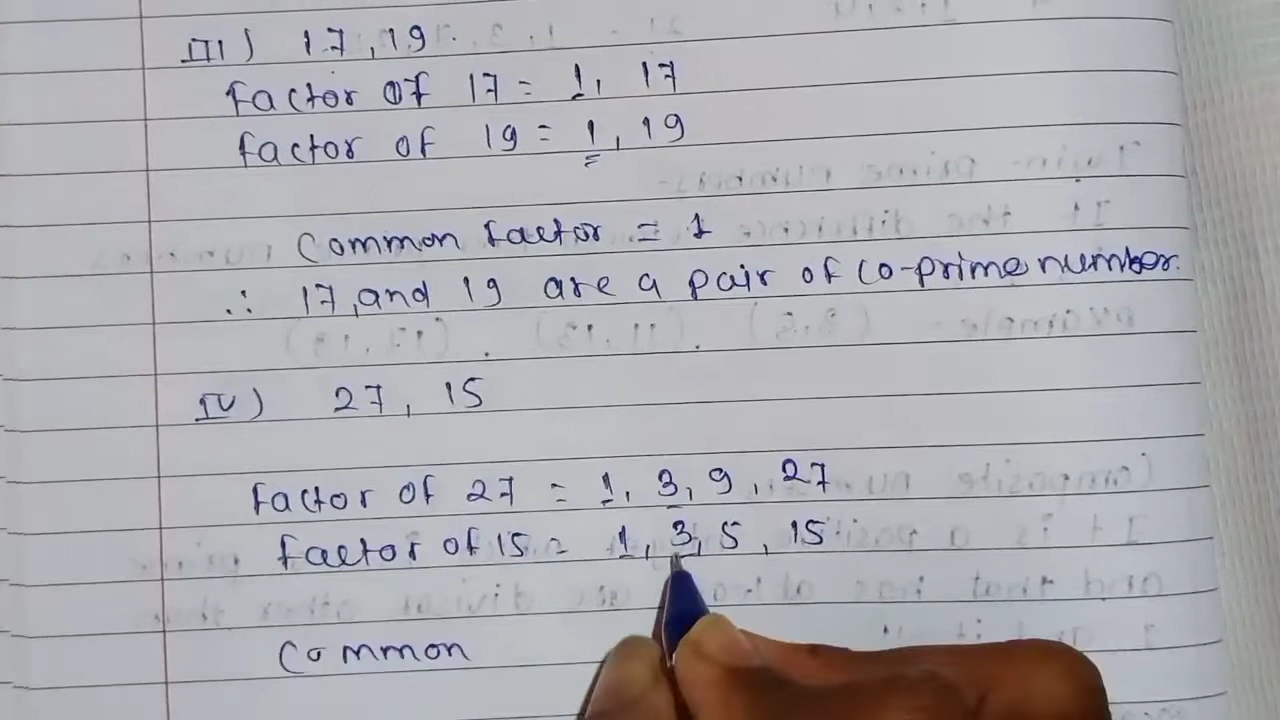 III) 17, 19.
Factor of 17 = 1, 17
factor of 19 = 1, 19
Common factor = 1
∴ 17, and 19 are a pair of co-prime number.
IV) 27, 15
Factor of 27 = 1, 3, 9, 27
factor of 15 = 1, 3, 5, 15
Common